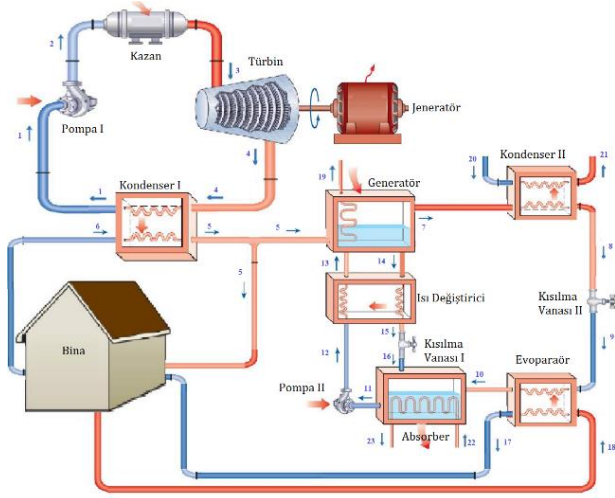 2
Kazan
3
Türbin
Jeneratör
Pompa I
1
4
Kondenser I
1
4
6
5
5
5
19
Generatör
7
20
Kondenser II
21
13
14
8
Isı Değiştirici
Kısılma
Vanası II
9
15
Kısılma
Vanası I
16
12
Bina
Pompa II
11
10
Evoparaör
23
Absorber
22
17
18